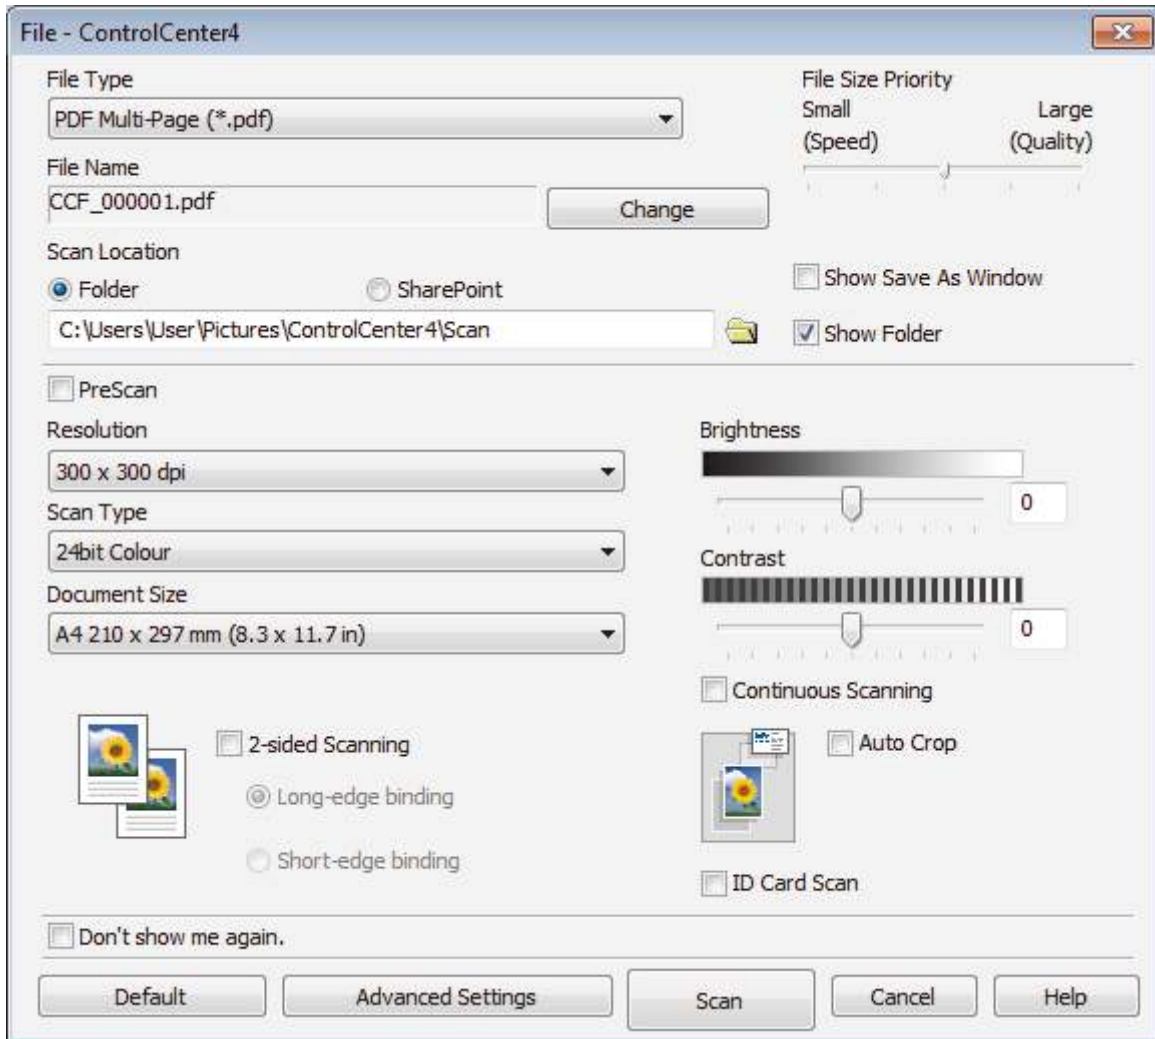 File - ControlCenter4
File Type
PDF Multi-Page (*.pdf)
File Name
CCF_000001.pdf
Change
File Size Priority
Small Large
(Speed) (Quality)
Scan Location
Folder SharePoint
C:\Users\User\Pictures\ControlCenter4\Scan
Show Save As Window
Show Folder
PreScan
Resolution
300 x 300 dpi
Scan Type
24bit Colour
Document Size
A4 210 x 297 mm (8.3 x 11.7 in)
Brightness
0
Contrast
0
Continuous Scanning
2-sided Scanning
Long-edge binding
Short-edge binding
Auto Crop
ID Card Scan
Don't show me again.
Default Advanced Settings Scan Cancel Help